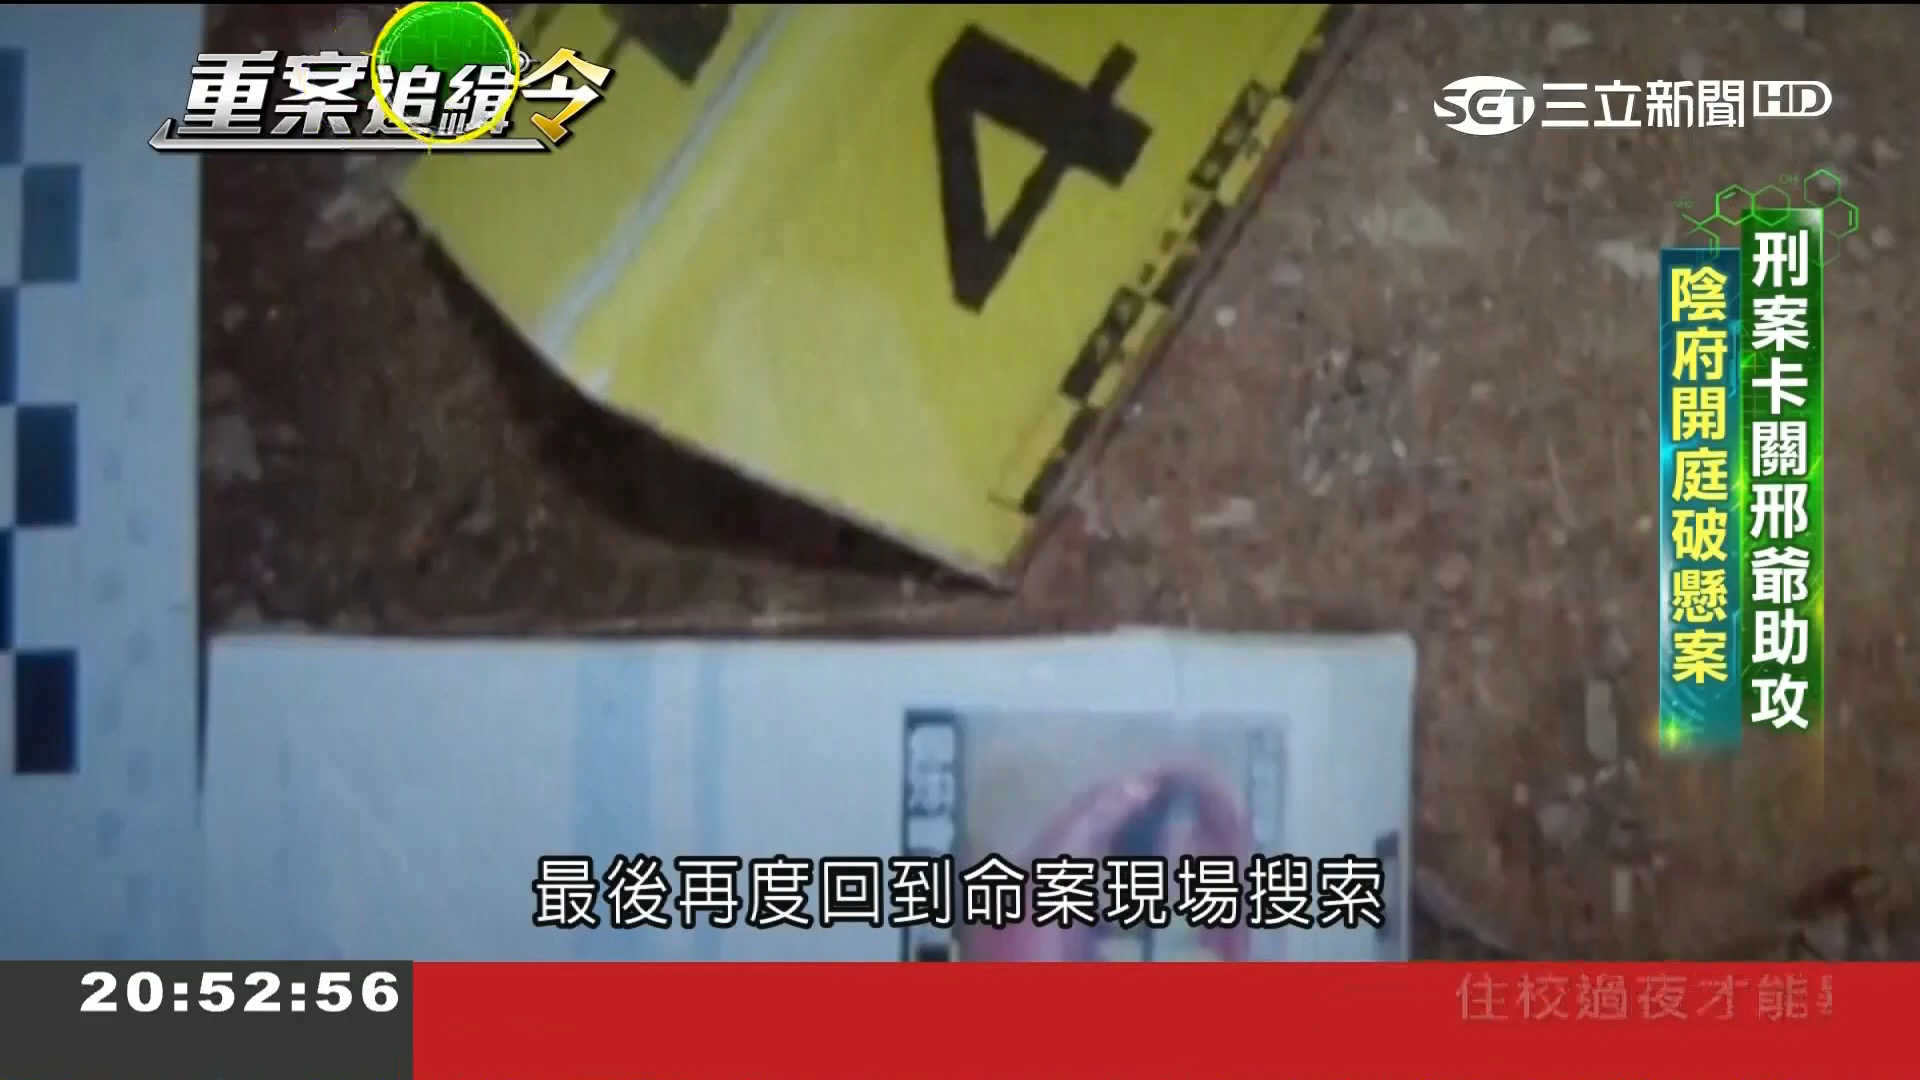 重案追緝令
SET三立新聞HD
4
刑案卡關邢爺助攻
陰府開庭破懸案
最後再度回到命案現場搜索
20:52:56
住校過夜才能